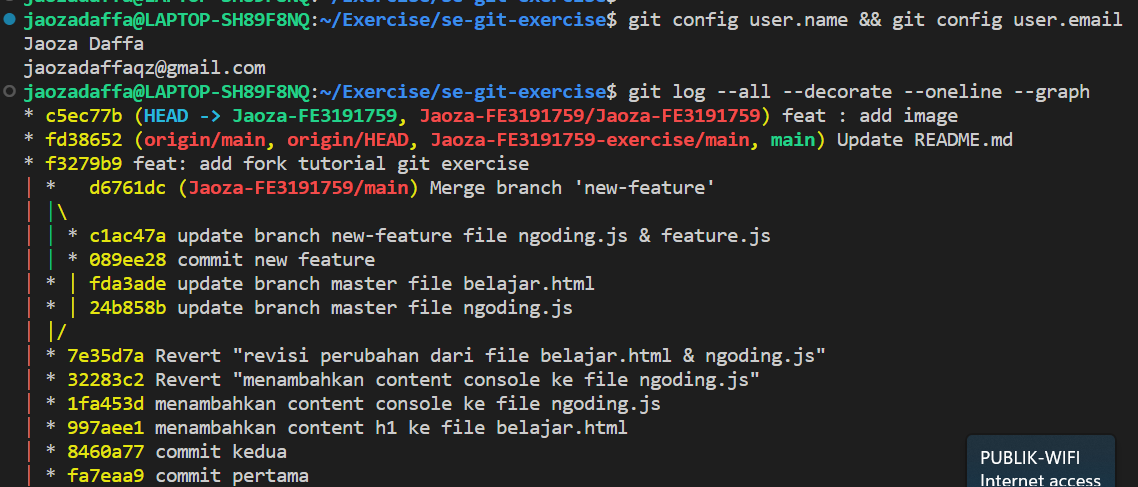 jaozadaffa@LAPTOP-SH89F8NQ:~/Exercise/se-git-exercise$
jaozadaffa@LAPTOP-SH89F8NQ:~/Exercise/se-git-exercise$ git config user.name && git config user.email
Jaoza Daffa
jaozadaffaqz@gmail.com
jaozadaffa@LAPTOP-SH89F8NQ:~/Exercise/se-git-exercise$ git log --all --decorate --oneline --graph
* c5ec77b (HEAD -> Jaoza-FE3191759, Jaoza-FE3191759/Jaoza-FE3191759) feat : add image
* fd38652 (origin/main, origin/HEAD, Jaoza-FE3191759-exercise/main, main) Update README.md
* f3279b9 feat: add fork tutorial git exercise
| *   d6761dc (Jaoza-FE3191759/main) Merge branch 'new-feature'
| |\
| | * c1ac47a update branch new-feature file ngoding.js & feature.js
| | * 089ee28 commit new feature
| * | fda3ade update branch master file belajar.html
| * | 24b858b update branch master file ngoding.js
| |/
| * 7e35d7a Revert "revisi perubahan dari file belajar.html & ngoding.js"
| * 32283c2 Revert "menambahkan content console ke file ngoding.js"
| * 1fa453d menambahkan content console ke file ngoding.js
| * 997aee1 menambahkan content h1 ke file belajar.html
| * 8460a77 commit kedua
| * fa7eaa9 commit pertama
PUBLIK-WIFI
Internet access